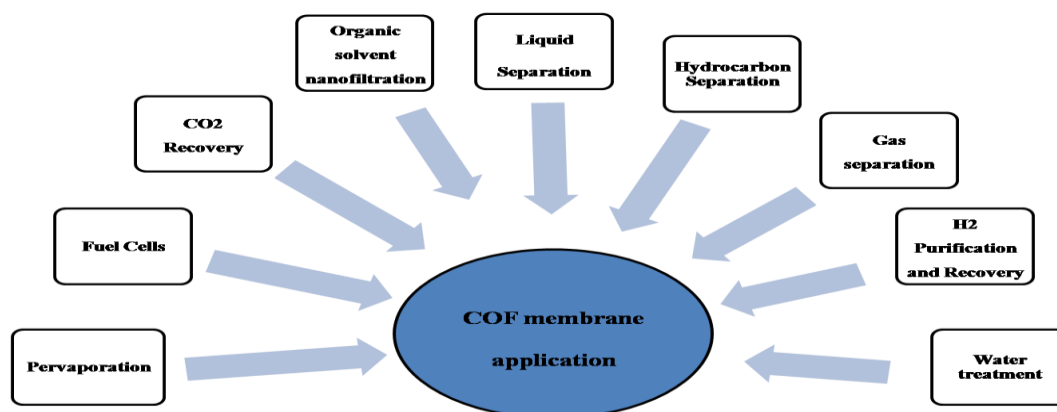 Organic
solvent
nanofiltration
Liquid
Separation
Hydrocarbon
Separation
CO2
Recovery
Gas
separation
Fuel Cells
H2
Purification
and Recovery
COF membrane
application
Pervaporation
Water
treatment